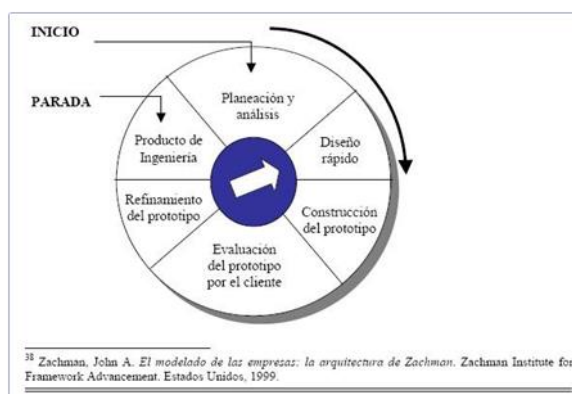 INICIO
PARADA
Planeación y
análisis
Diseño
rápido
Construcción
del prototipo
Evaluación
del prototipo
por el cliente
Refinamiento
del prototipo
Producto de
Ingeniería
38 Zachman, John A. El modelado de las empresas: la arquitectura de Zachman. Zachman Institute for
Framework Advancement. Estados Unidos, 1999.